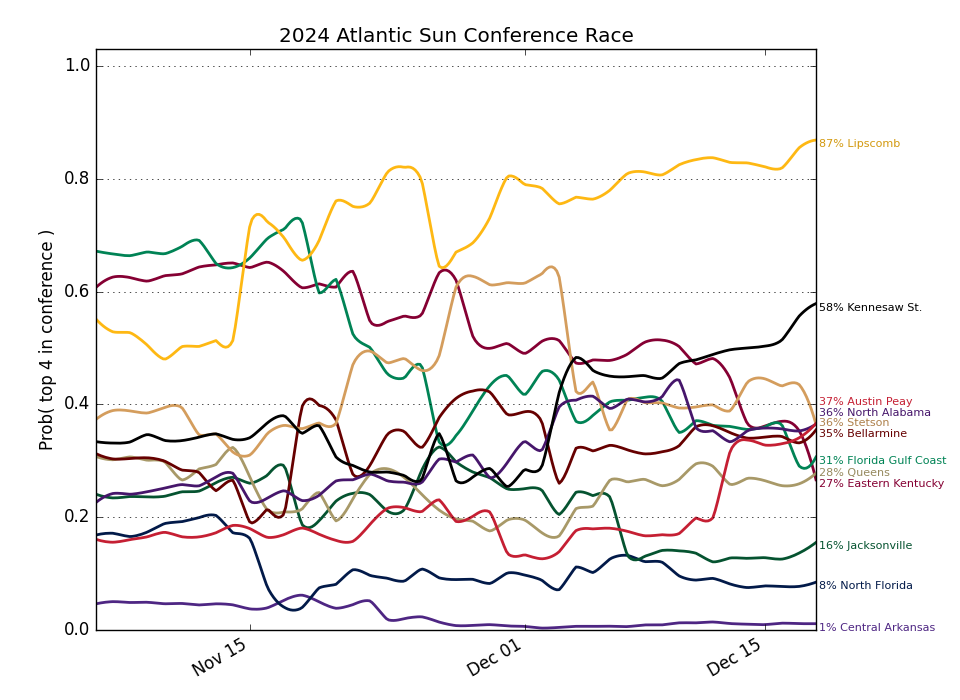 2024 Atlantic Sun Conference Race
Prob( top 4 in conference )
1.0
0.8
0.6
0.4
0.2
0.0
Nov 15
Dec 01
Dec 15
87% Lipscomb
58% Kennesaw St.
37% Austin Peay
36% North Alabama
36% Stetson
35% Bellarmine
31% Florida Gulf Coast
28% Queens
27% Eastern Kentucky
16% Jacksonville
8% North Florida
1% Central Arkansas